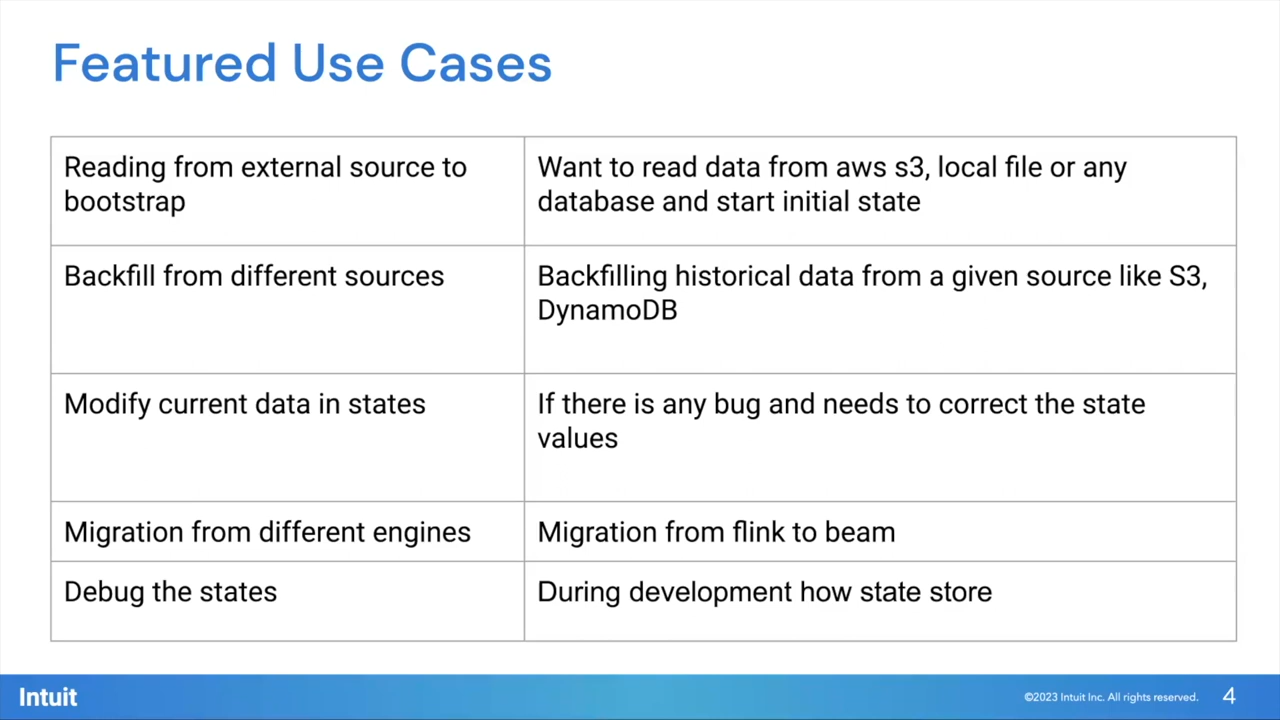 Featured Use Cases
Reading from external source to
bootstrap
Want to read data from aws s3, local file or any
database and start initial state
Backfill from different sources
Backfilling historical data from a given source like S3,
DynamoDB
Modify current data in states
If there is any bug and needs to correct the state
values
Migration from different engines
Migration from flink to beam
Debug the states
During development how state store
Intuit
©2023 Intuit Inc. All rights reserved.
4